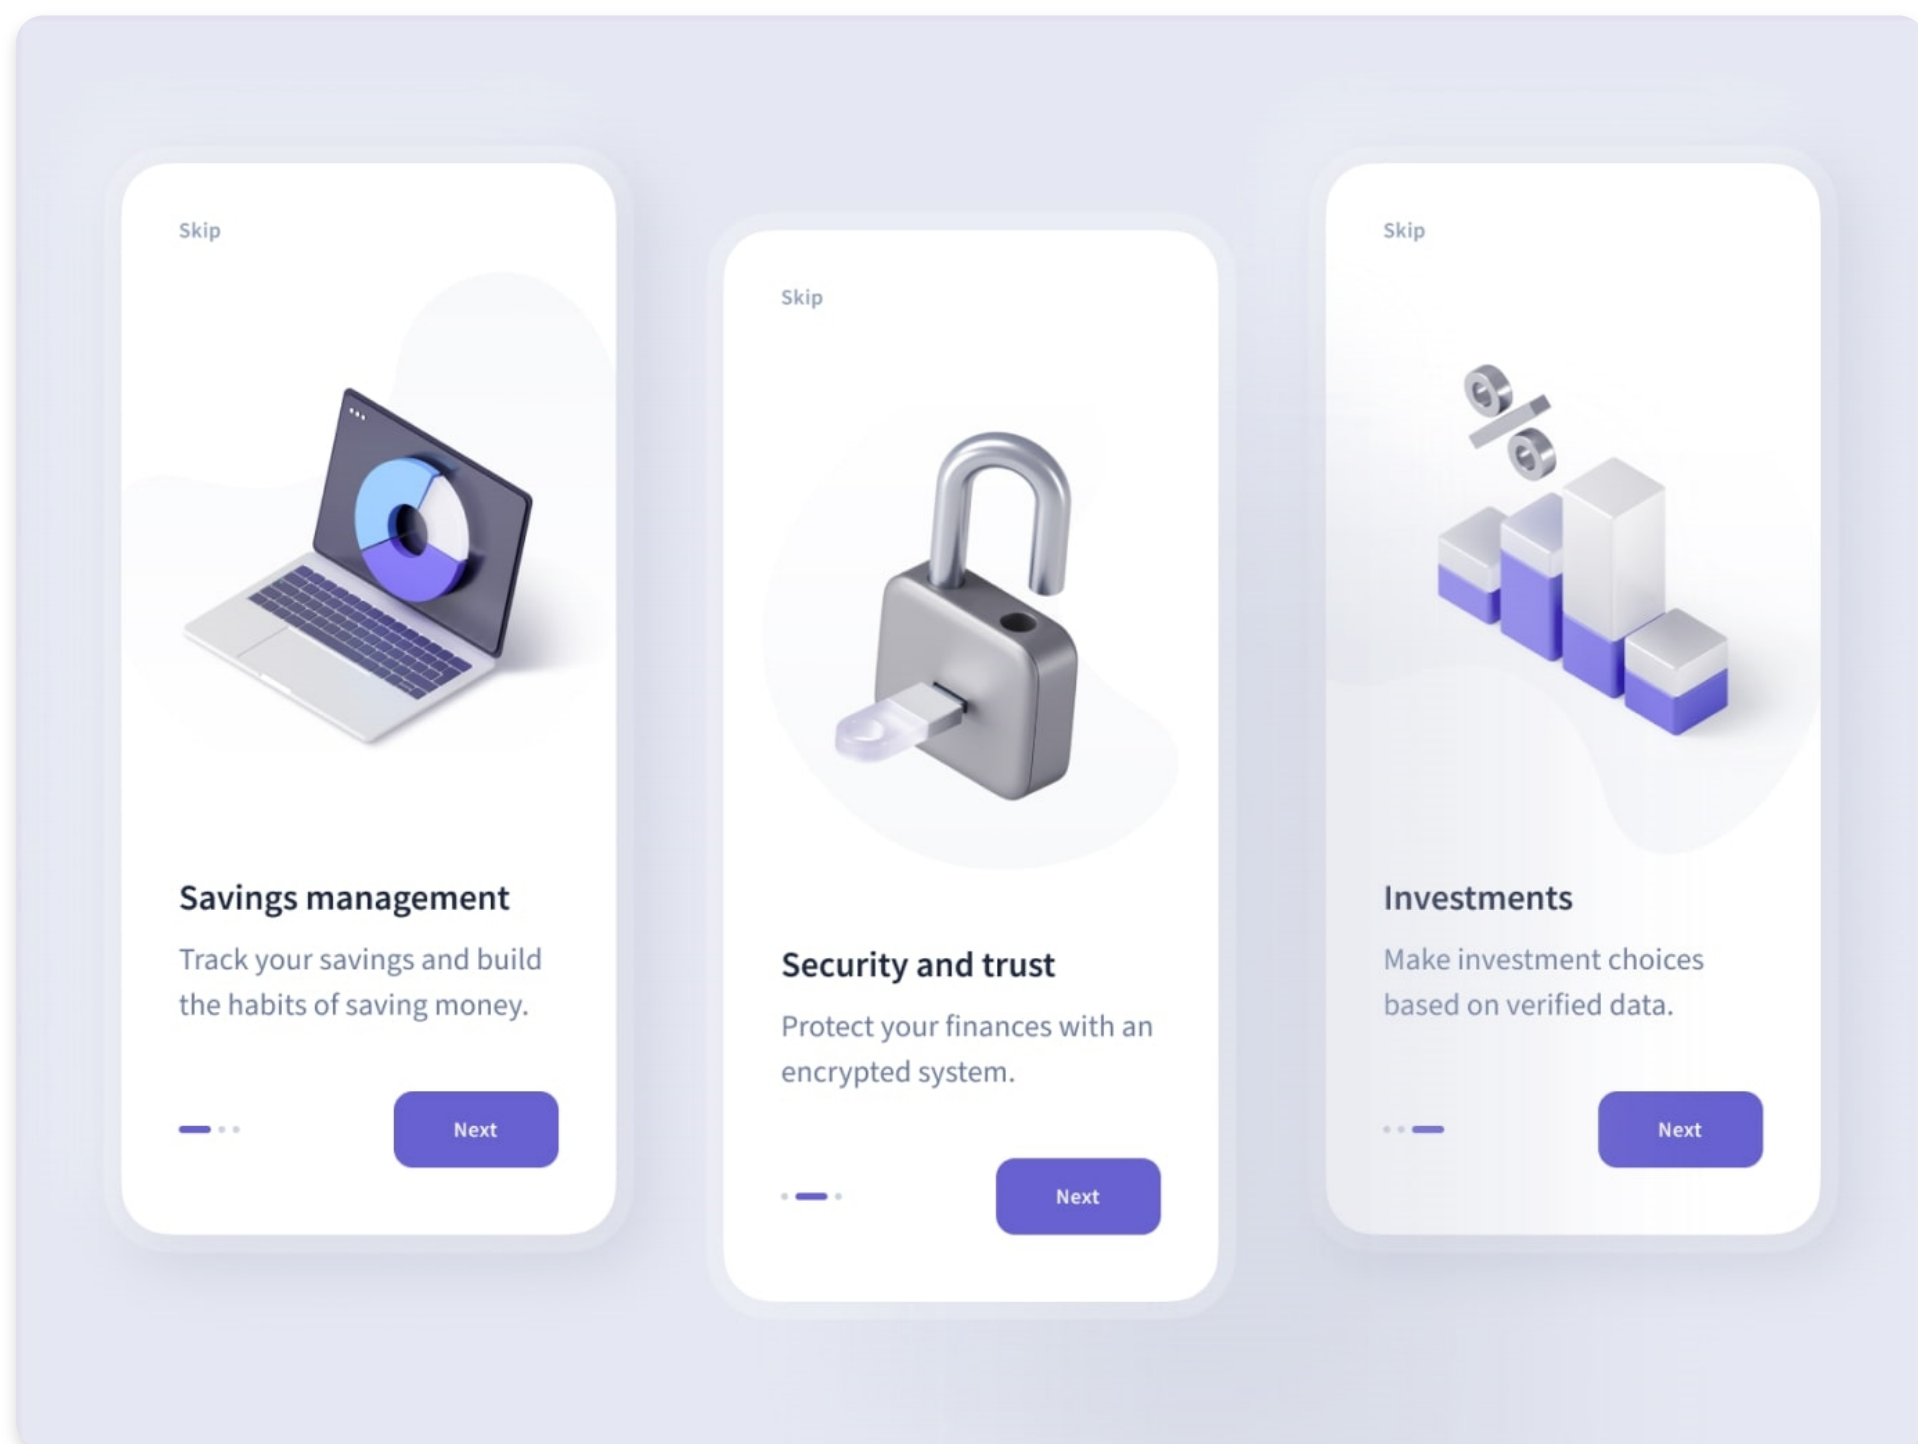 Skip
Savings management
Track your savings and build
the habits of saving money.
Next
Skip
Security and trust
Protect your finances with an
encrypted system.
Next
Skip
%
Investments
Make investment choices
based on verified data.
Next